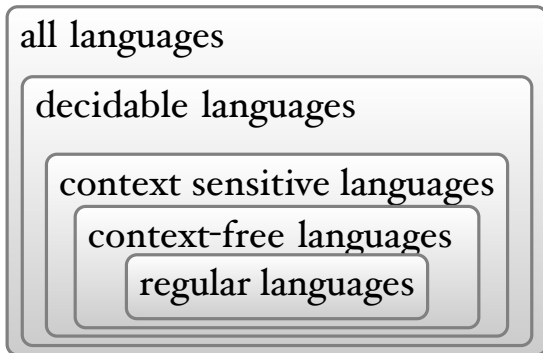 all languages
decidable languages
context sensitive languages
context-free languages
regular languages